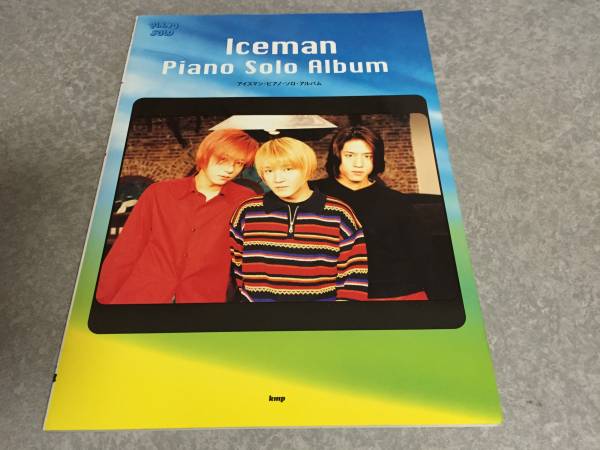 PIANO
SOLO
Iceman
Piano Solo Album
アイスマン・ピアノ・ソロ・アルバム
kmp